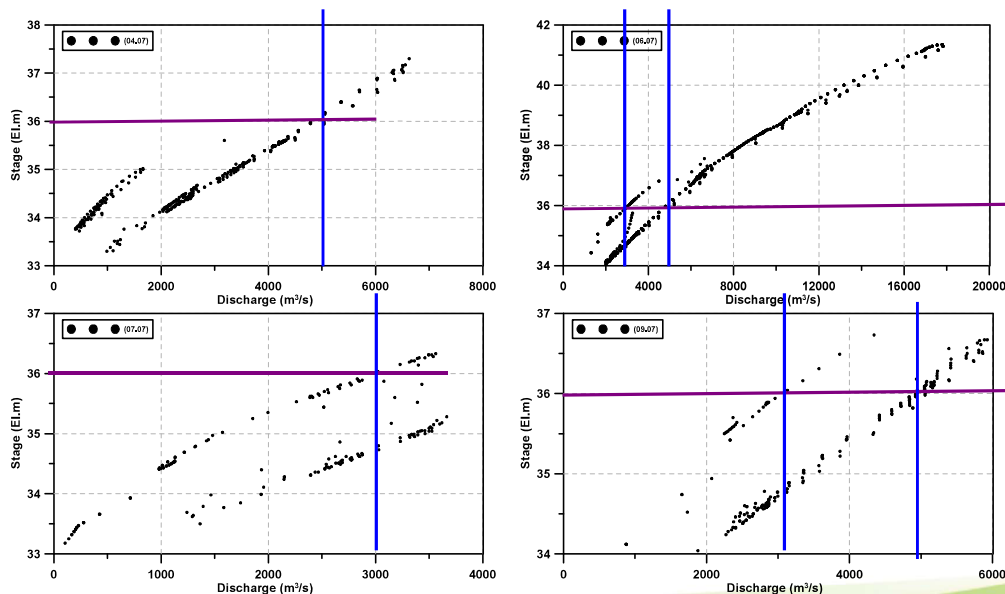 38
37
36
35
34
33
Stage (El.m)
● ● ● (04.07)
0 2000 4000 6000 8000
Discharge (m³/s)
42
40
38
36
34
Stage (El.m)
● ● ● (06.07)
0 4000 8000 12000 16000 20000
Discharge (m³/s)
37
36
35
34
33
Stage (El.m)
● ● ● (07.07)
0 1000 2000 3000 4000
Discharge (m³/s)
37
36
35
34
Stage (El.m)
● ● ● (09.07)
0 2000 4000 6000
Discharge (m³/s)